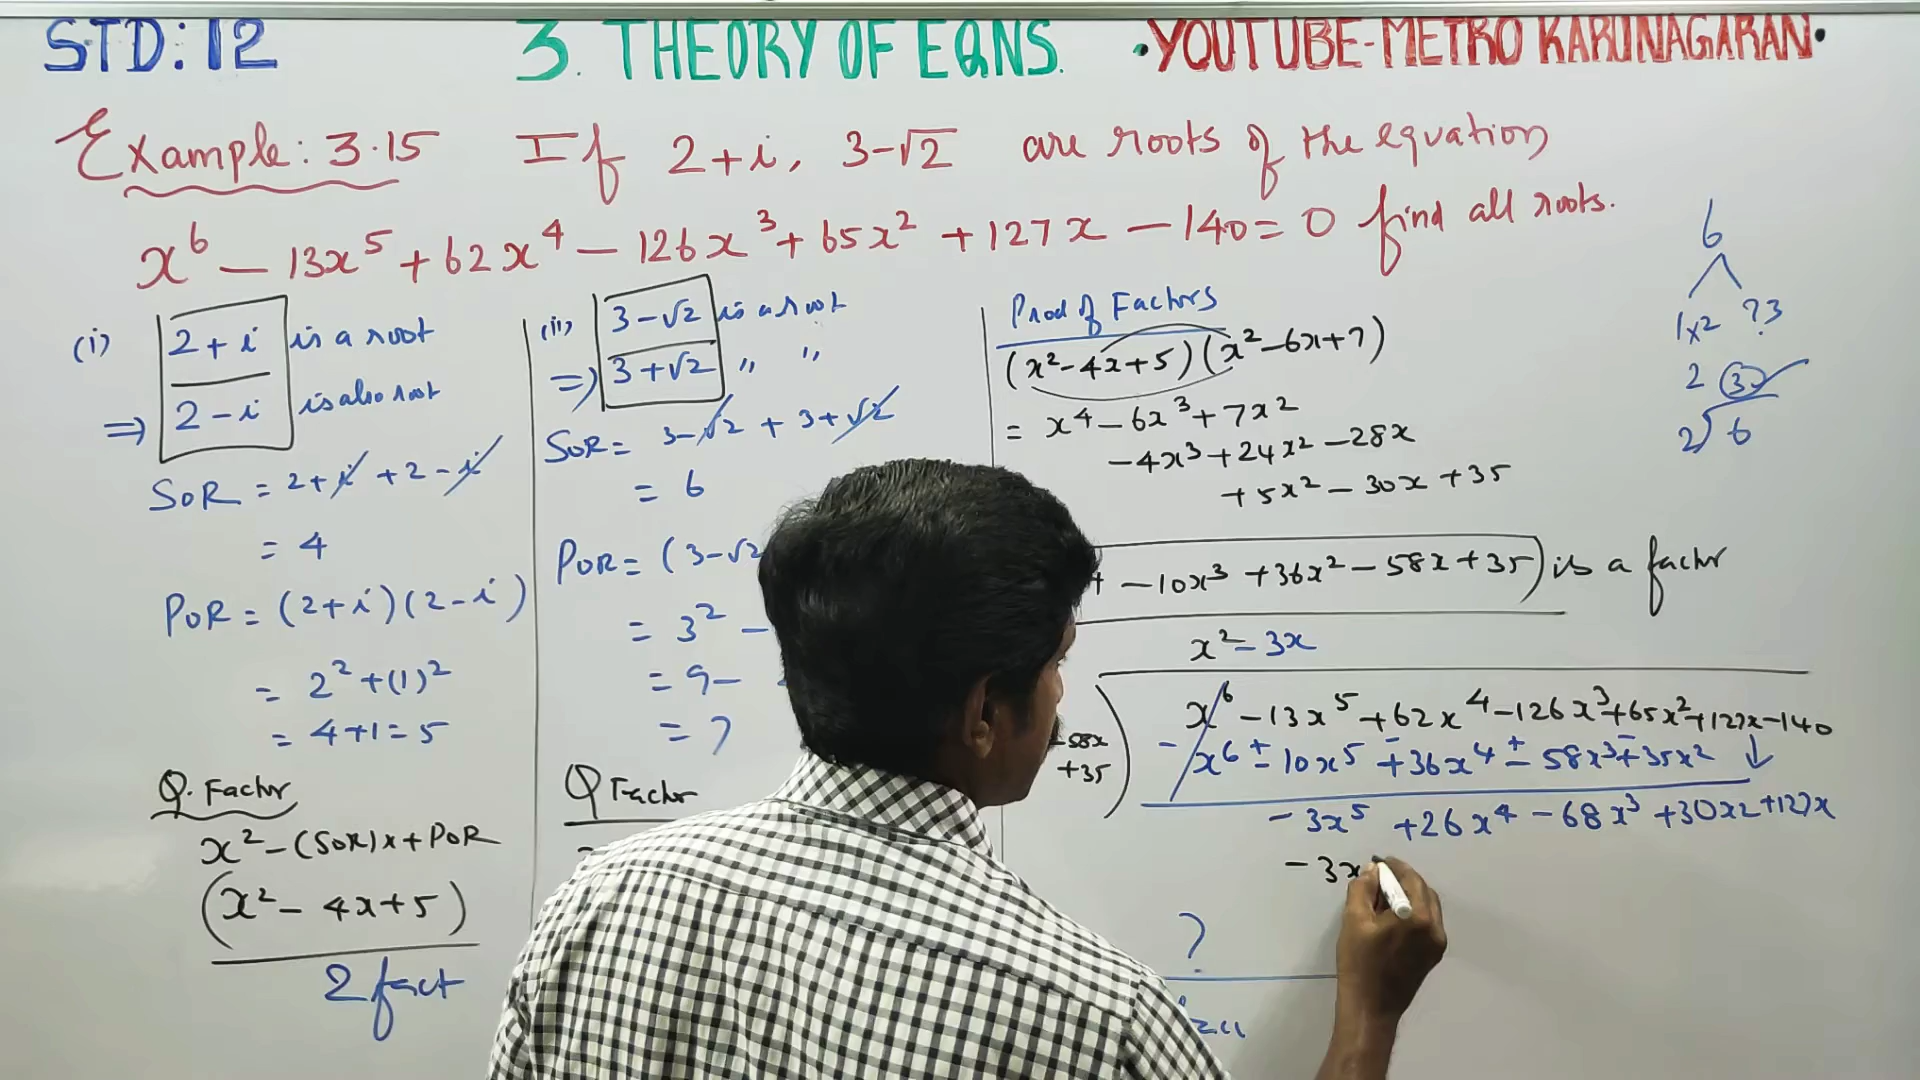 STD: 12 3. THEORY OF EQNS. • YOUTUBE-METRO KARUNAGARAN •
Example: 3.15 If 2+i, 3-√2 are roots of the equation
x⁶ - 13x⁵ + 62x⁴ - 126x³ + 65x² + 127x - 140 = 0 find all roots.
(i) 2+i is a root
⇒ 2-i is also root
SOR = 2+i+2-i
= 4
POR = (2+i)(2-i)
= 2²+(1)²
= 4+1=5
Q. Factor
x²-(SOR)x+POR
(x²-4x+5)
2 fact
(ii) 3-√2 is a root
⇒ 3+√2 " "
SOR = 3-√2+3+√2
= 6
POR = (3-√2
= 3² -
= 9-
= 7
Q Factor
Prod of Factors
(x²-4x+5)(x²-6x+7)
= x⁴-6x³+7x²
-4x³+24x²-28x
+5x²-30x+35
-10x³+36x²-58x+35) is a factor
x²-3x
x⁶-13x⁵+62x⁴-126x³+65x²+127x-140
-58x
+35
- x⁶ ± 10x⁵ ∓ 36x⁴ ± 58x³ ∓ 35x² ↓
-3x⁵ +26x⁴ -68x³ +30x2 +127x
-3x
?
6
1x2 ?3
2 3
2)6